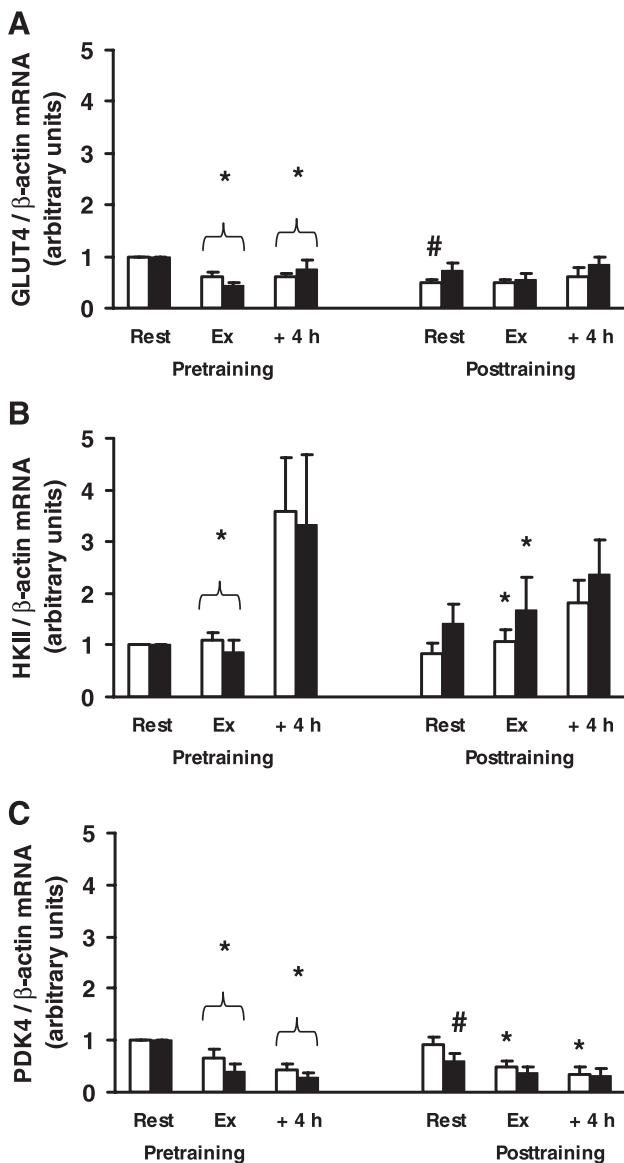 A
GLUT4 / β-actin mRNA
(arbitrary units)
5
4
3
2
1
0
* *
#
Rest Ex + 4 h Rest Ex + 4 h
Pretraining Posttraining
B
HKII / β-actin mRNA
(arbitrary units)
5
4
3
2
1
0
*
* *
Rest Ex + 4 h Rest Ex + 4 h
Pretraining Posttraining
C
PDK4 / β-actin mRNA
(arbitrary units)
5
4
3
2
1
0
* *
# * *
Rest Ex + 4 h Rest Ex + 4 h
Pretraining Posttraining